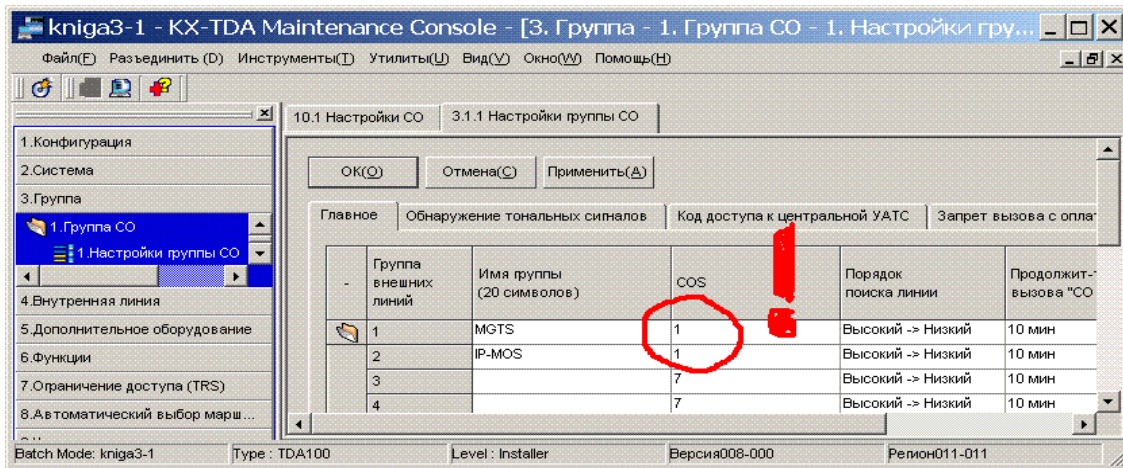 kniga3-1 - KX-TDA Maintenance Console - [3. Группа - 1. Группа CO - 1. Настройки гру...
Файл(F) Разъединить (D) Инструменты(T) Утилиты(U) Вид(V) Окно(W) Помощь(H)
10.1 Настройки CO 3.1.1 Настройки группы CO
1.Конфигурация
2.Система
3.Группа
1.Группа CO
1.Настройки группы CO
4.Внутренняя линия
5.Дополнительное оборудование
6.Функции
7.Ограничение доступа (TRS)
8.Автоматический выбор марш...
OK(O) Отмена(C) Применить(A)
Главное Обнаружение тональных сигналов Код доступа к центральной УАТС Запрет вызова с
- Группа внешних линий Имя группы (20 символов) COS Порядок поиска линии вызова "CO
1 MGTS 1 Высокий -> Низкий 10 мин
2 IP-MOS 1 Высокий -> Низкий 10 мин
3 7 Высокий -> Низкий 10 мин
4 7 Высокий -> Низкий 10 мин
Batch Mode: kniga3-1 Type : TDA100 Level : Installer Версия008-000 Регион011-011